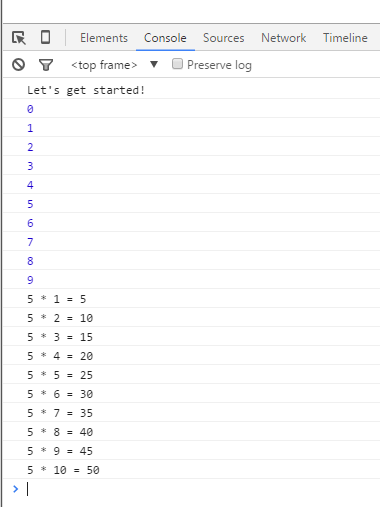 Elements Console Sources Network Timeline
<top frame> ▼ Preserve log
Let's get started!
0
1
2
3
4
5
6
7
8
9
5 * 1 = 5
5 * 2 = 10
5 * 3 = 15
5 * 4 = 20
5 * 5 = 25
5 * 6 = 30
5 * 7 = 35
5 * 8 = 40
5 * 9 = 45
5 * 10 = 50
>